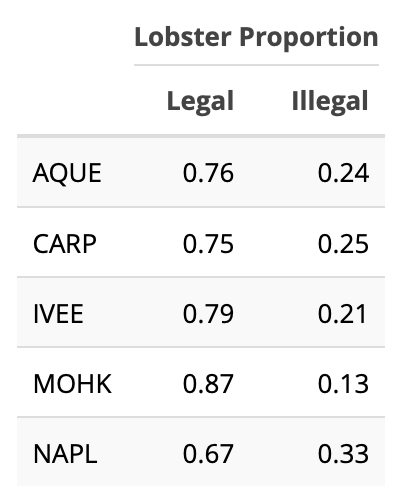 Lobster Proportion
Legal Illegal
AQUE 0.76 0.24
CARP 0.75 0.25
IVEE 0.79 0.21
MOHK 0.87 0.13
NAPL 0.67 0.33